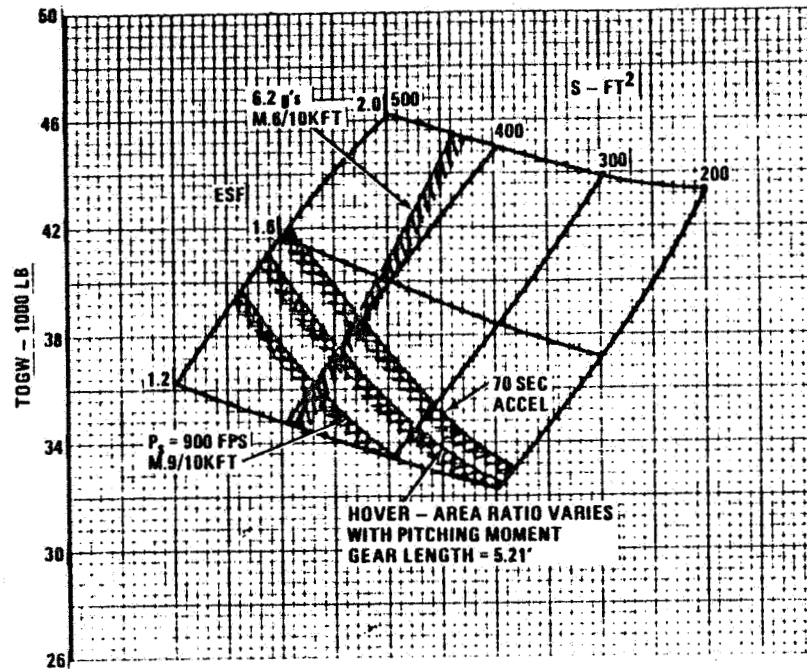 50
46
42
38
34
30
26
TOGW – 1000 LB
S – FT²
6.2 g's
M.6/10KFT
2.0
500
400
300
200
ESF
1.6
1.2
70 SEC
ACCEL
Pₛ = 900 FPS
M.9/10KFT
HOVER – AREA RATIO VARIES
WITH PITCHING MOMENT
GEAR LENGTH = 5.21'